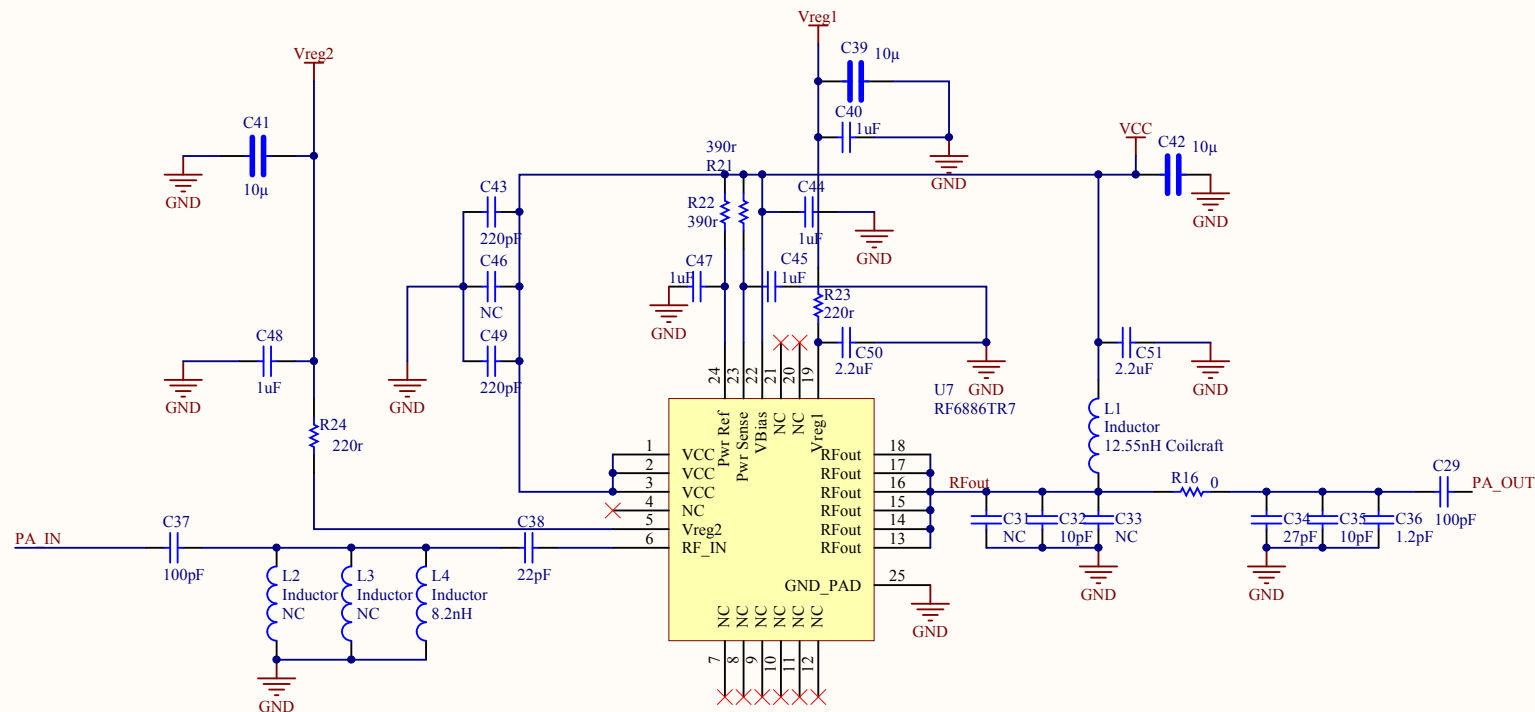 Vreg1
Vreg2
C39
10µ
C40
1uF
C41
10µ
GND
GND
VCC
C42
10µ
GND
390r
R21
C43
220pF
C46
NC
C49
220pF
GND
R22
390r
C44
1uF
GND
C47
1uF
GND
C45
1uF
R23
220r
C48
1uF
GND
C50
2.2uF
GND
C51
2.2uF
GND
U7
RF6886TR7
R24
220r
L1
Inductor
12.55nH Coilcraft
24
23
22
21
20
19
Pwr Ref
Pwr Sense
VBias
NC
NC
Vreg1
1
VCC
2
VCC
3
VCC
4
NC
5
Vreg2
6
RF_IN
RFout
18
RFout
17
RFout
16
RFout
15
RFout
14
RFout
13
GND_PAD
25
GND
NC
NC
NC
NC
NC
NC
7
8
9
10
11
12
RFout
R16
0
C29
100pF
PA_OUT
C31
NC
C32
10pF
C33
NC
GND
C34
27pF
C35
10pF
C36
1.2pF
GND
PA_IN
C37
100pF
C38
22pF
L2
Inductor
NC
L3
Inductor
NC
L4
Inductor
8.2nH
GND